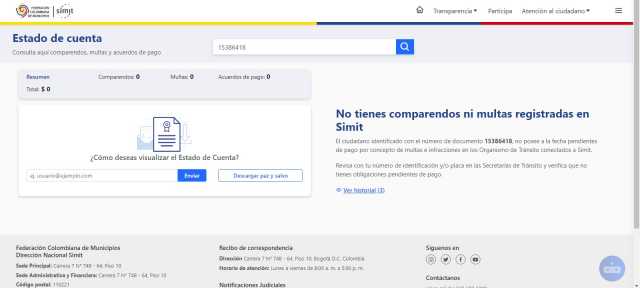 FEDERACIÓN
COLOMBIANA
DE MUNICIPIOS
simit
Transparencia
Participa
Atención al ciudadano
Estado de cuenta
Consulta aquí comparendos, multas y acuerdos de pago
15386418
Resumen
Comparendos: 0
Multas: 0
Acuerdos de pago: 0
Total: $ 0
¿Cómo deseas visualizar el Estado de Cuenta?
ej. usuario@ejemplo.com
Enviar
Descargar paz y salvo
No tienes comparendos ni multas registradas en
Simit
El ciudadano identificado con el número de documento 15386418, no posee a la fecha pendientes
de pago por concepto de multas e infracciones en los Organismo de Tránsito conectados a Simit.
Revisa con tu número de identificación y/o placa en las Secretarías de Tránsito y verifica que no
tienes obligaciones pendientes de pago.
Ver historial (3)
Federación Colombiana de Municipios
Dirección Nacional Simit
Sede Principal: Carrera 7 N° 74B - 64, Piso 10
Sede Administrativa y Financiera: Carrera 7 N° 74B - 64, Piso 10
Código postal: 110221
Recibo de correspondencia
Dirección Carrera 7 N° 74B - 64, Piso 10, Bogotá D.C. Colombia.
Horario de atención: Lunes a viernes de 8:00 a. m. a 5:00 p. m.
Notificaciones Judiciales
Síguenos en
Contáctanos